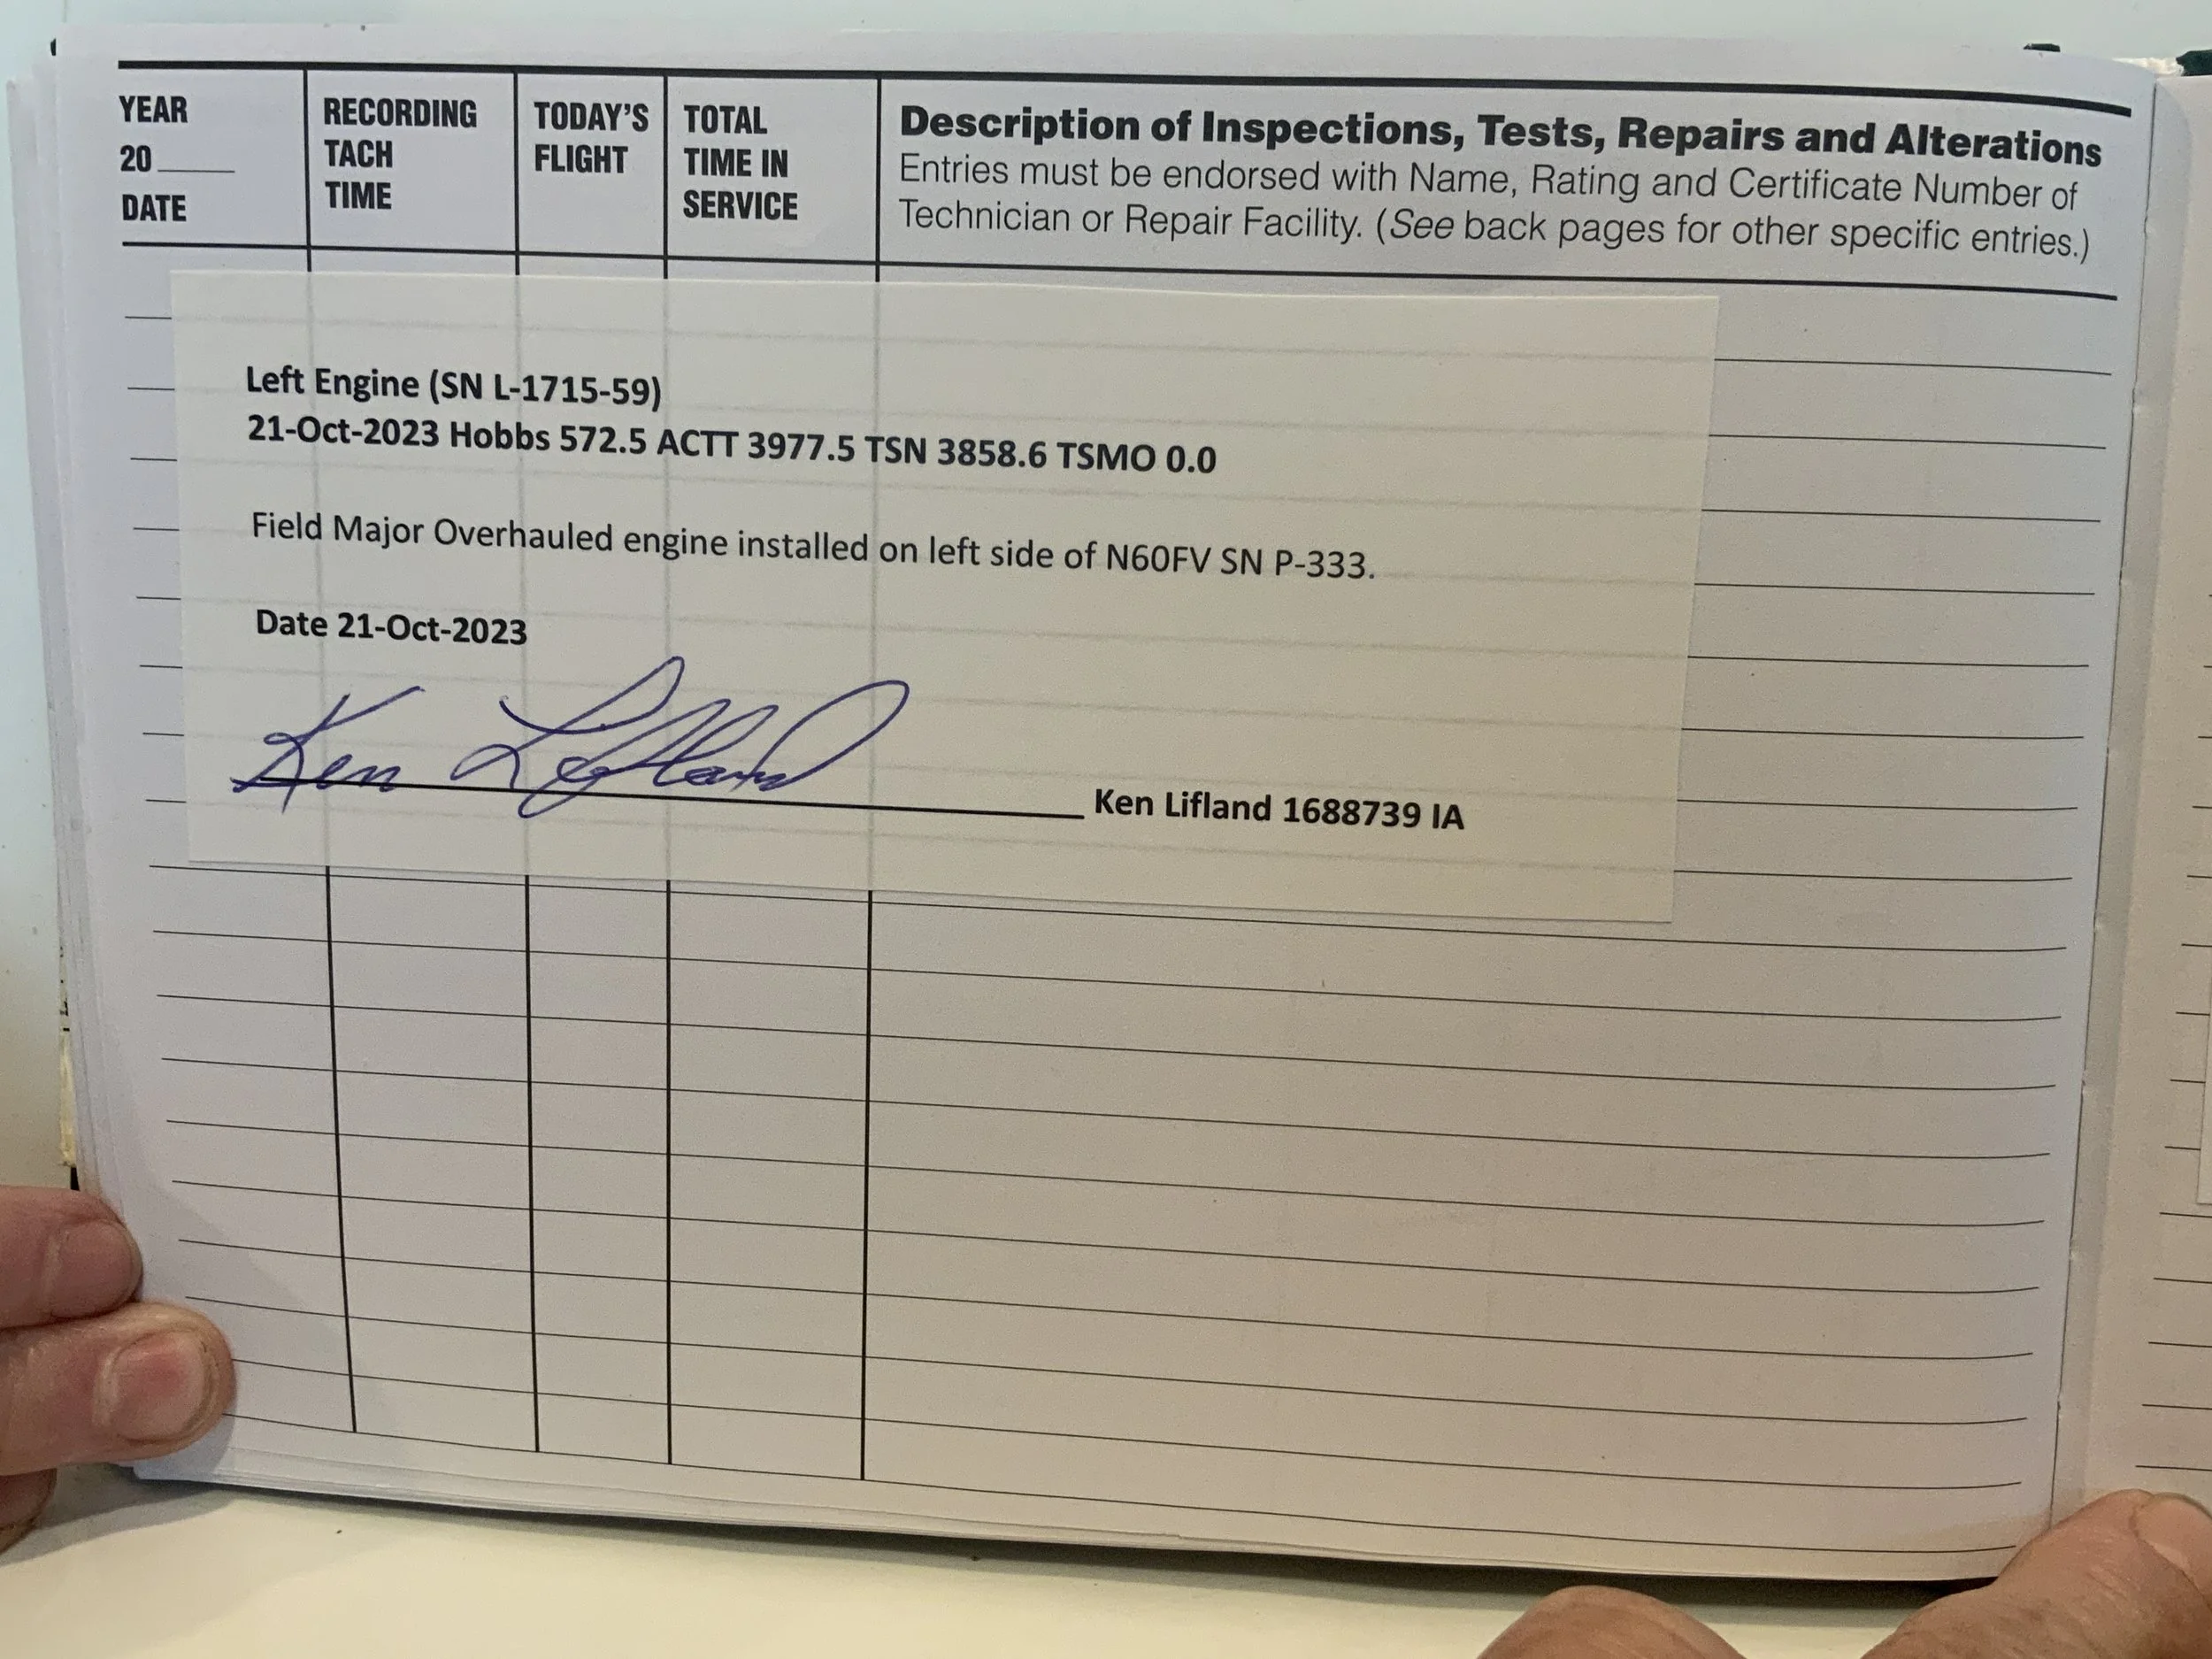 YEAR
20____
DATE
RECORDING
TACH
TIME
TODAY'S
FLIGHT
TOTAL
TIME IN
SERVICE
Description of Inspections, Tests, Repairs and Alterations
Entries must be endorsed with Name, Rating and Certificate Number of
Technician or Repair Facility. (See back pages for other specific entries.)
Left Engine (SN L-1715-59)
21-Oct-2023 Hobbs 572.5 ACTT 3977.5 TSN 3858.6 TSMO 0.0
Field Major Overhauled engine installed on left side of N60FV SN P-333.
Date 21-Oct-2023
Ken Lifland
Ken Lifland 1688739 IA